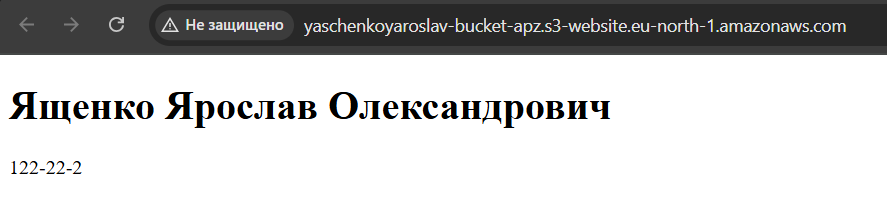 Не защищено yaschenkoyaroslav-bucket-apz.s3-website.eu-north-1.amazonaws.com
Ященко Ярослав Олександрович
122-22-2